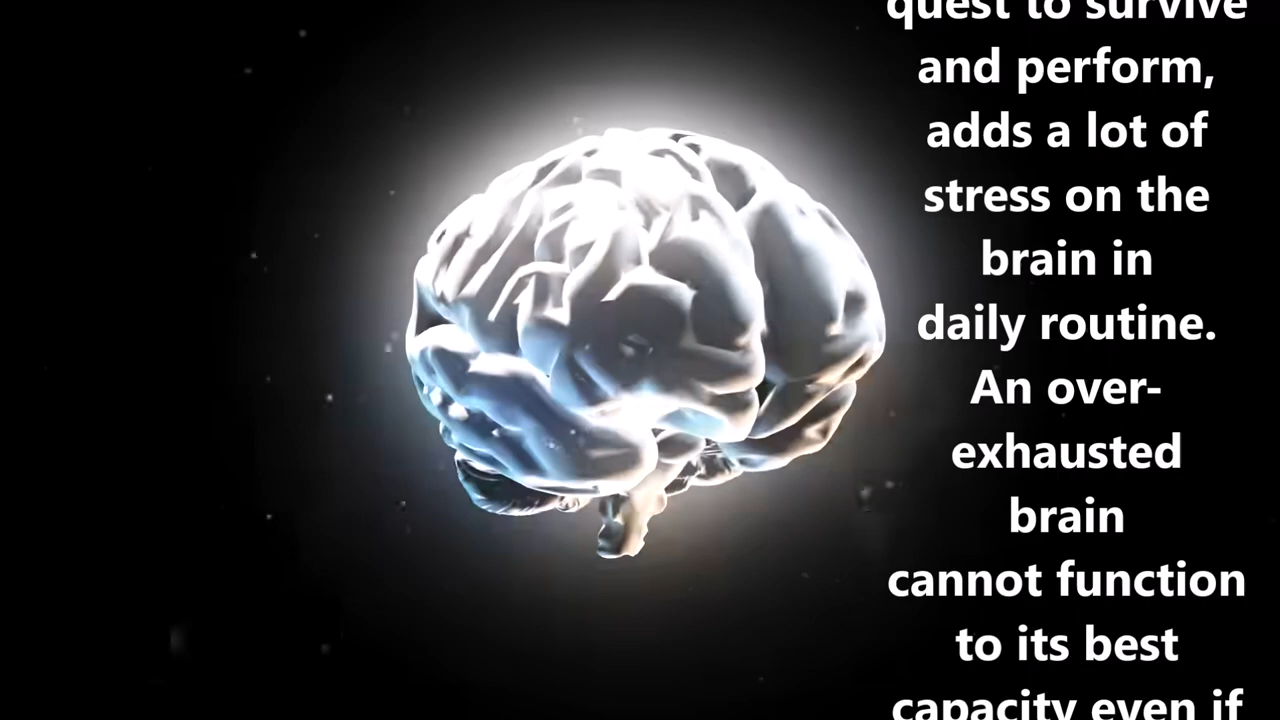 quest to survive
and perform,
adds a lot of
stress on the
brain in
daily routine.
An over-
exhausted
brain
cannot function
to its best
capacity even if